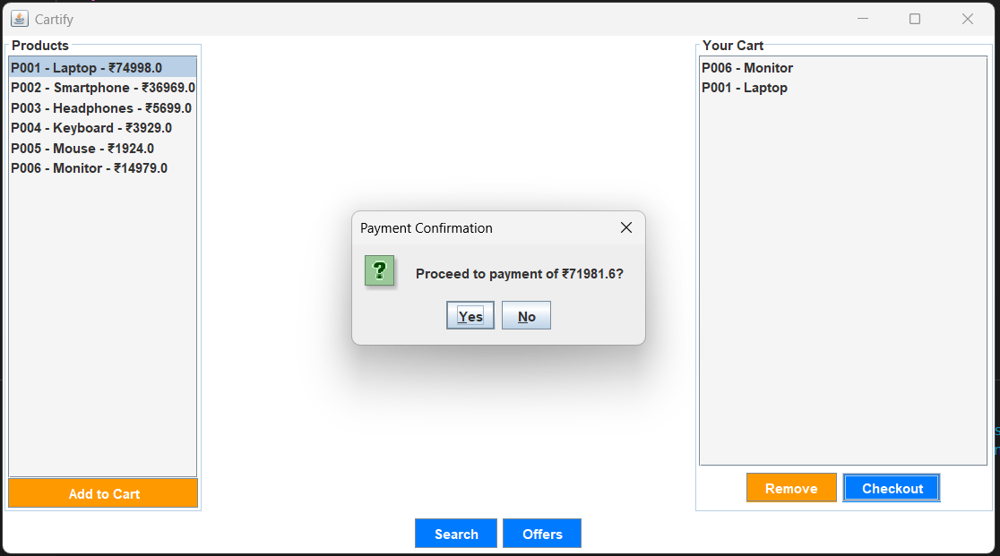 Cartify
Products
P001 - Laptop - ₹74998.0
P002 - Smartphone - ₹36969.0
P003 - Headphones - ₹5699.0
P004 - Keyboard - ₹3929.0
P005 - Mouse - ₹1924.0
P006 - Monitor - ₹14979.0
Add to Cart
Payment Confirmation
?
Proceed to payment of ₹71981.6?
Yes
No
Your Cart
P006 - Monitor
P001 - Laptop
Remove
Checkout
Search
Offers